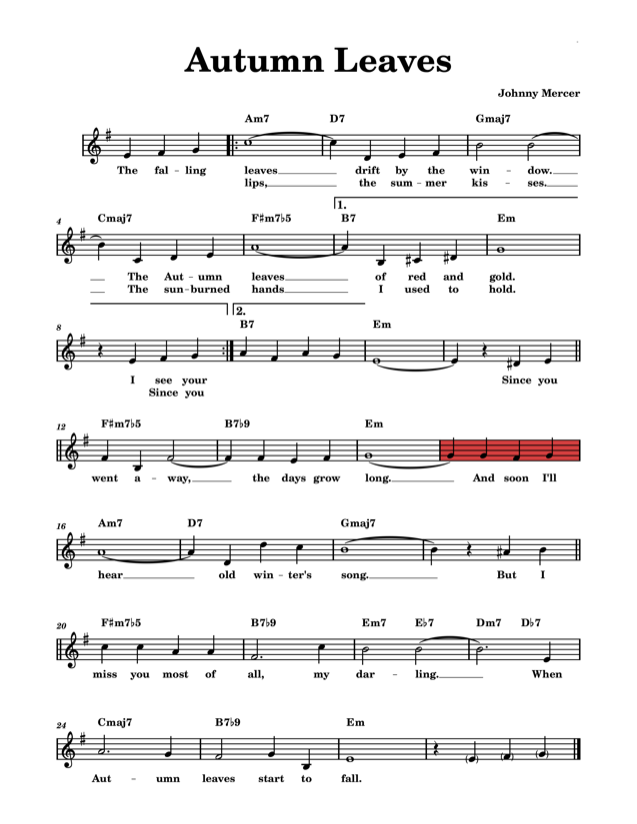 Autumn Leaves
Johnny Mercer
Am7 D7 Gmaj7
The fal – ling leaves drift by the win – dow.
lips, the sum – mer kis – ses.
1.
4 Cmaj7 F♯m7♭5 B7 Em
The Aut – umn leaves of red and gold.
The sun – burned hands I used to hold.
2.
8 B7 Em
I see your Since you
Since you
12 F♯m7♭5 B7♭9 Em
went a – way, the days grow long. And soon I'll
16 Am7 D7 Gmaj7
hear old win – ter's song. But I
20 F♯m7♭5 B7♭9 Em7 E♭7 Dm7 D♭7
miss you most of all, my dar – ling. When
24 Cmaj7 B7♭9 Em
Aut – umn leaves start to fall.